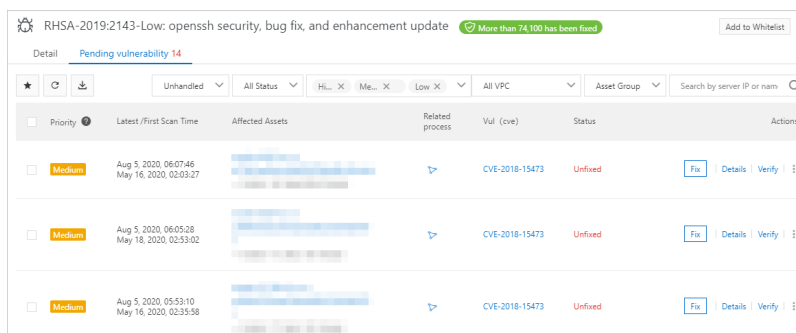 RHSA-2019:2143-Low: openssh security, bug fix, and enhancement update More than 74,100 has been fixed Add to Whitelist
Detail Pending vulnerability 14
Unhandled All Status Hi... X Me... X Low X All VPC Asset Group Search by server IP or nam
Priority Latest /First Scan Time Affected Assets Related process Vul (cve) Status Actions
Medium Aug 5, 2020, 06:07:46 CVE-2018-15473 Unfixed Fix Details Verify
May 16, 2020, 02:03:27
Medium Aug 5, 2020, 06:05:28 CVE-2018-15473 Unfixed Fix Details Verify
May 18, 2020, 02:53:02
Medium Aug 5, 2020, 05:53:10 CVE-2018-15473 Unfixed Fix Details Verify
May 16, 2020, 02:35:58